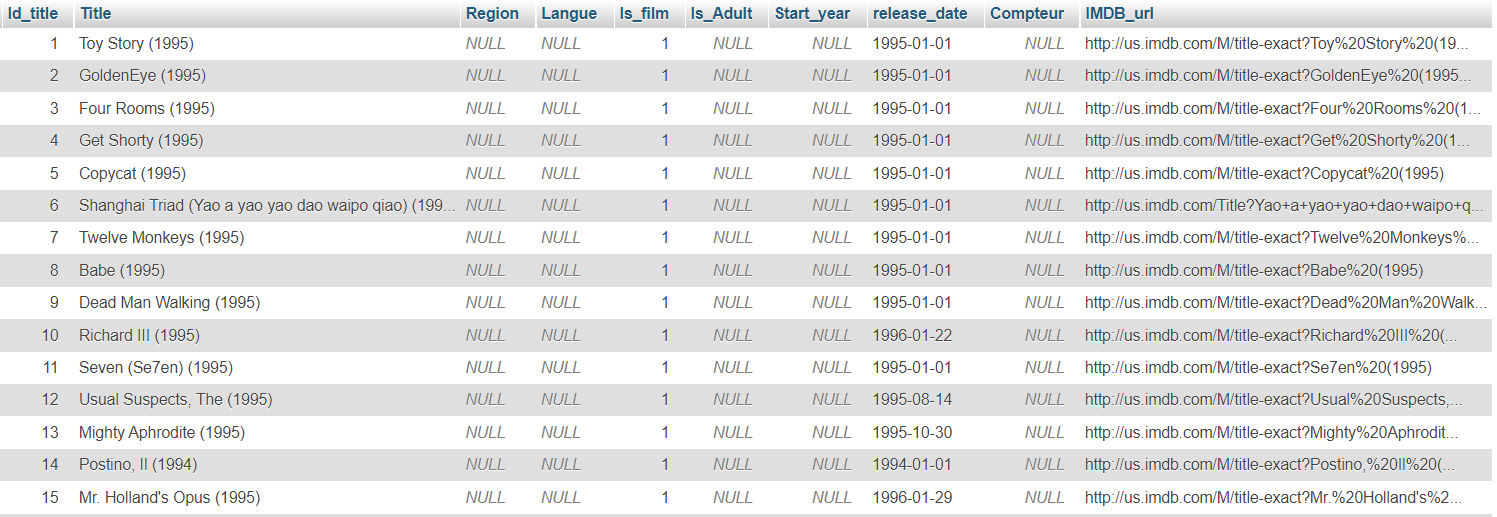 Id_title Title Region Langue Is_film Is_Adult Start_year release_date Compteur IMDB_url
1 Toy Story (1995) NULL NULL 1 NULL NULL 1995-01-01 NULL http://us.imdb.com/M/title-exact?Toy%20Story%20(19...
2 GoldenEye (1995) NULL NULL 1 NULL NULL 1995-01-01 NULL http://us.imdb.com/M/title-exact?GoldenEye%20(1995...
3 Four Rooms (1995) NULL NULL 1 NULL NULL 1995-01-01 NULL http://us.imdb.com/M/title-exact?Four%20Rooms%20(1...
4 Get Shorty (1995) NULL NULL 1 NULL NULL 1995-01-01 NULL http://us.imdb.com/M/title-exact?Get%20Shorty%20(1...
5 Copycat (1995) NULL NULL 1 NULL NULL 1995-01-01 NULL http://us.imdb.com/M/title-exact?Copycat%20(1995)
6 Shanghai Triad (Yao a yao yao dao waipo qiao) (199... NULL NULL 1 NULL NULL 1995-01-01 NULL http://us.imdb.com/Title?Yao+a+yao+yao+dao+waipo+q...
7 Twelve Monkeys (1995) NULL NULL 1 NULL NULL 1995-01-01 NULL http://us.imdb.com/M/title-exact?Twelve%20Monkeys%...
8 Babe (1995) NULL NULL 1 NULL NULL 1995-01-01 NULL http://us.imdb.com/M/title-exact?Babe%20(1995)
9 Dead Man Walking (1995) NULL NULL 1 NULL NULL 1995-01-01 NULL http://us.imdb.com/M/title-exact?Dead%20Man%20Walk...
10 Richard III (1995) NULL NULL 1 NULL NULL 1996-01-22 NULL http://us.imdb.com/M/title-exact?Richard%20III%20(...
11 Seven (Se7en) (1995) NULL NULL 1 NULL NULL 1995-01-01 NULL http://us.imdb.com/M/title-exact?Se7en%20(1995)
12 Usual Suspects, The (1995) NULL NULL 1 NULL NULL 1995-08-14 NULL http://us.imdb.com/M/title-exact?Usual%20Suspects,...
13 Mighty Aphrodite (1995) NULL NULL 1 NULL NULL 1995-10-30 NULL http://us.imdb.com/M/title-exact?Mighty%20Aphrodit...
14 Postino, Il (1994) NULL NULL 1 NULL NULL 1994-01-01 NULL http://us.imdb.com/M/title-exact?Postino,%20Il%20(...
15 Mr. Holland's Opus (1995) NULL NULL 1 NULL NULL 1996-01-29 NULL http://us.imdb.com/M/title-exact?Mr.%20Holland's%2...